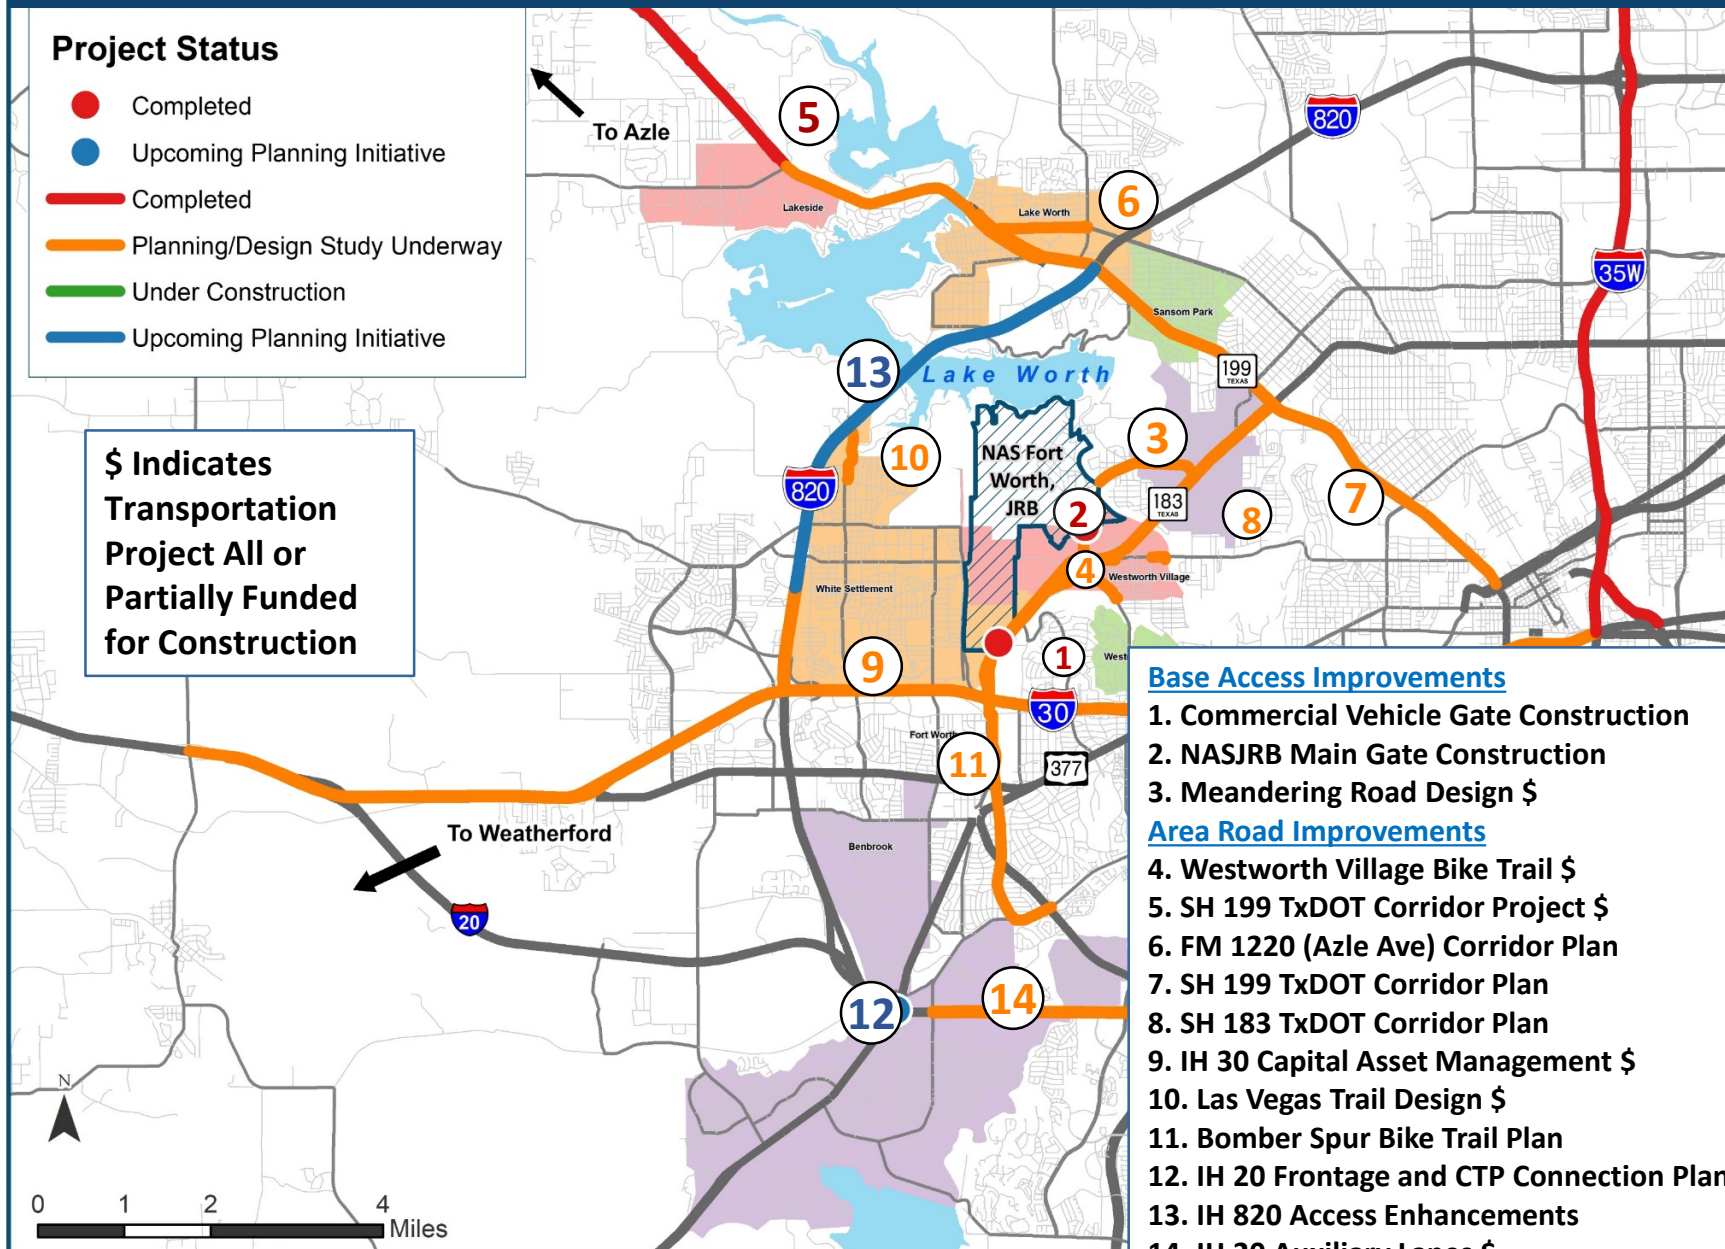 Project Status
Completed
Upcoming Planning Initiative
Completed
Planning/Design Study Underway
Under Construction
Upcoming Planning Initiative
$ Indicates
Transportation
Project All or
Partially Funded
for Construction
To Azle
5
820
Lakeside
Lake Worth
6
35W
Sansom Park
199
TEXAS
13
Lake Worth
10
NAS Fort
Worth,
JRB
3
820
2
183
TEXAS
8
7
4
Westworth Village
White Settlement
9
1
30
Fort Worth
11
377
To Weatherford
Benbrook
20
12
14
N
0 1 2 4
Miles
Base Access Improvements
1. Commercial Vehicle Gate Construction
2. NASJRB Main Gate Construction
3. Meandering Road Design $
Area Road Improvements
4. Westworth Village Bike Trail $
5. SH 199 TxDOT Corridor Project $
6. FM 1220 (Azle Ave) Corridor Plan
7. SH 199 TxDOT Corridor Plan
8. SH 183 TxDOT Corridor Plan
9. IH 30 Capital Asset Management $
10. Las Vegas Trail Design $
11. Bomber Spur Bike Trail Plan
12. IH 20 Frontage and CTP Connection Plan
13. IH 820 Access Enhancements
14. IH 20 Auxiliary Lanes $